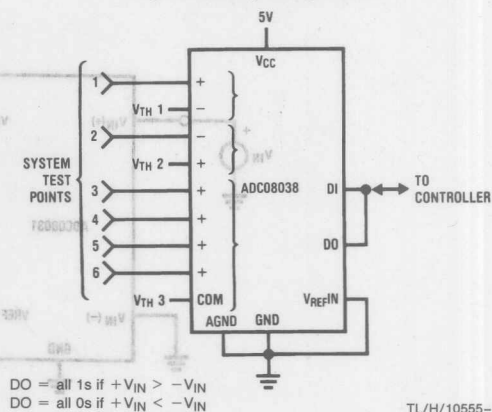 5V
VCC
1 +
VTH 1 −
2 −
VTH 2 +
SYSTEM TEST POINTS
3 +
4 +
5 +
6 +
VTH 3 COM
ADC08038
DI
DO
TO CONTROLLER
VREFIN
AGND GND
DO = all 1s if +VIN > −VIN
DO = all 0s if +VIN < −VIN
TL/H/10555-